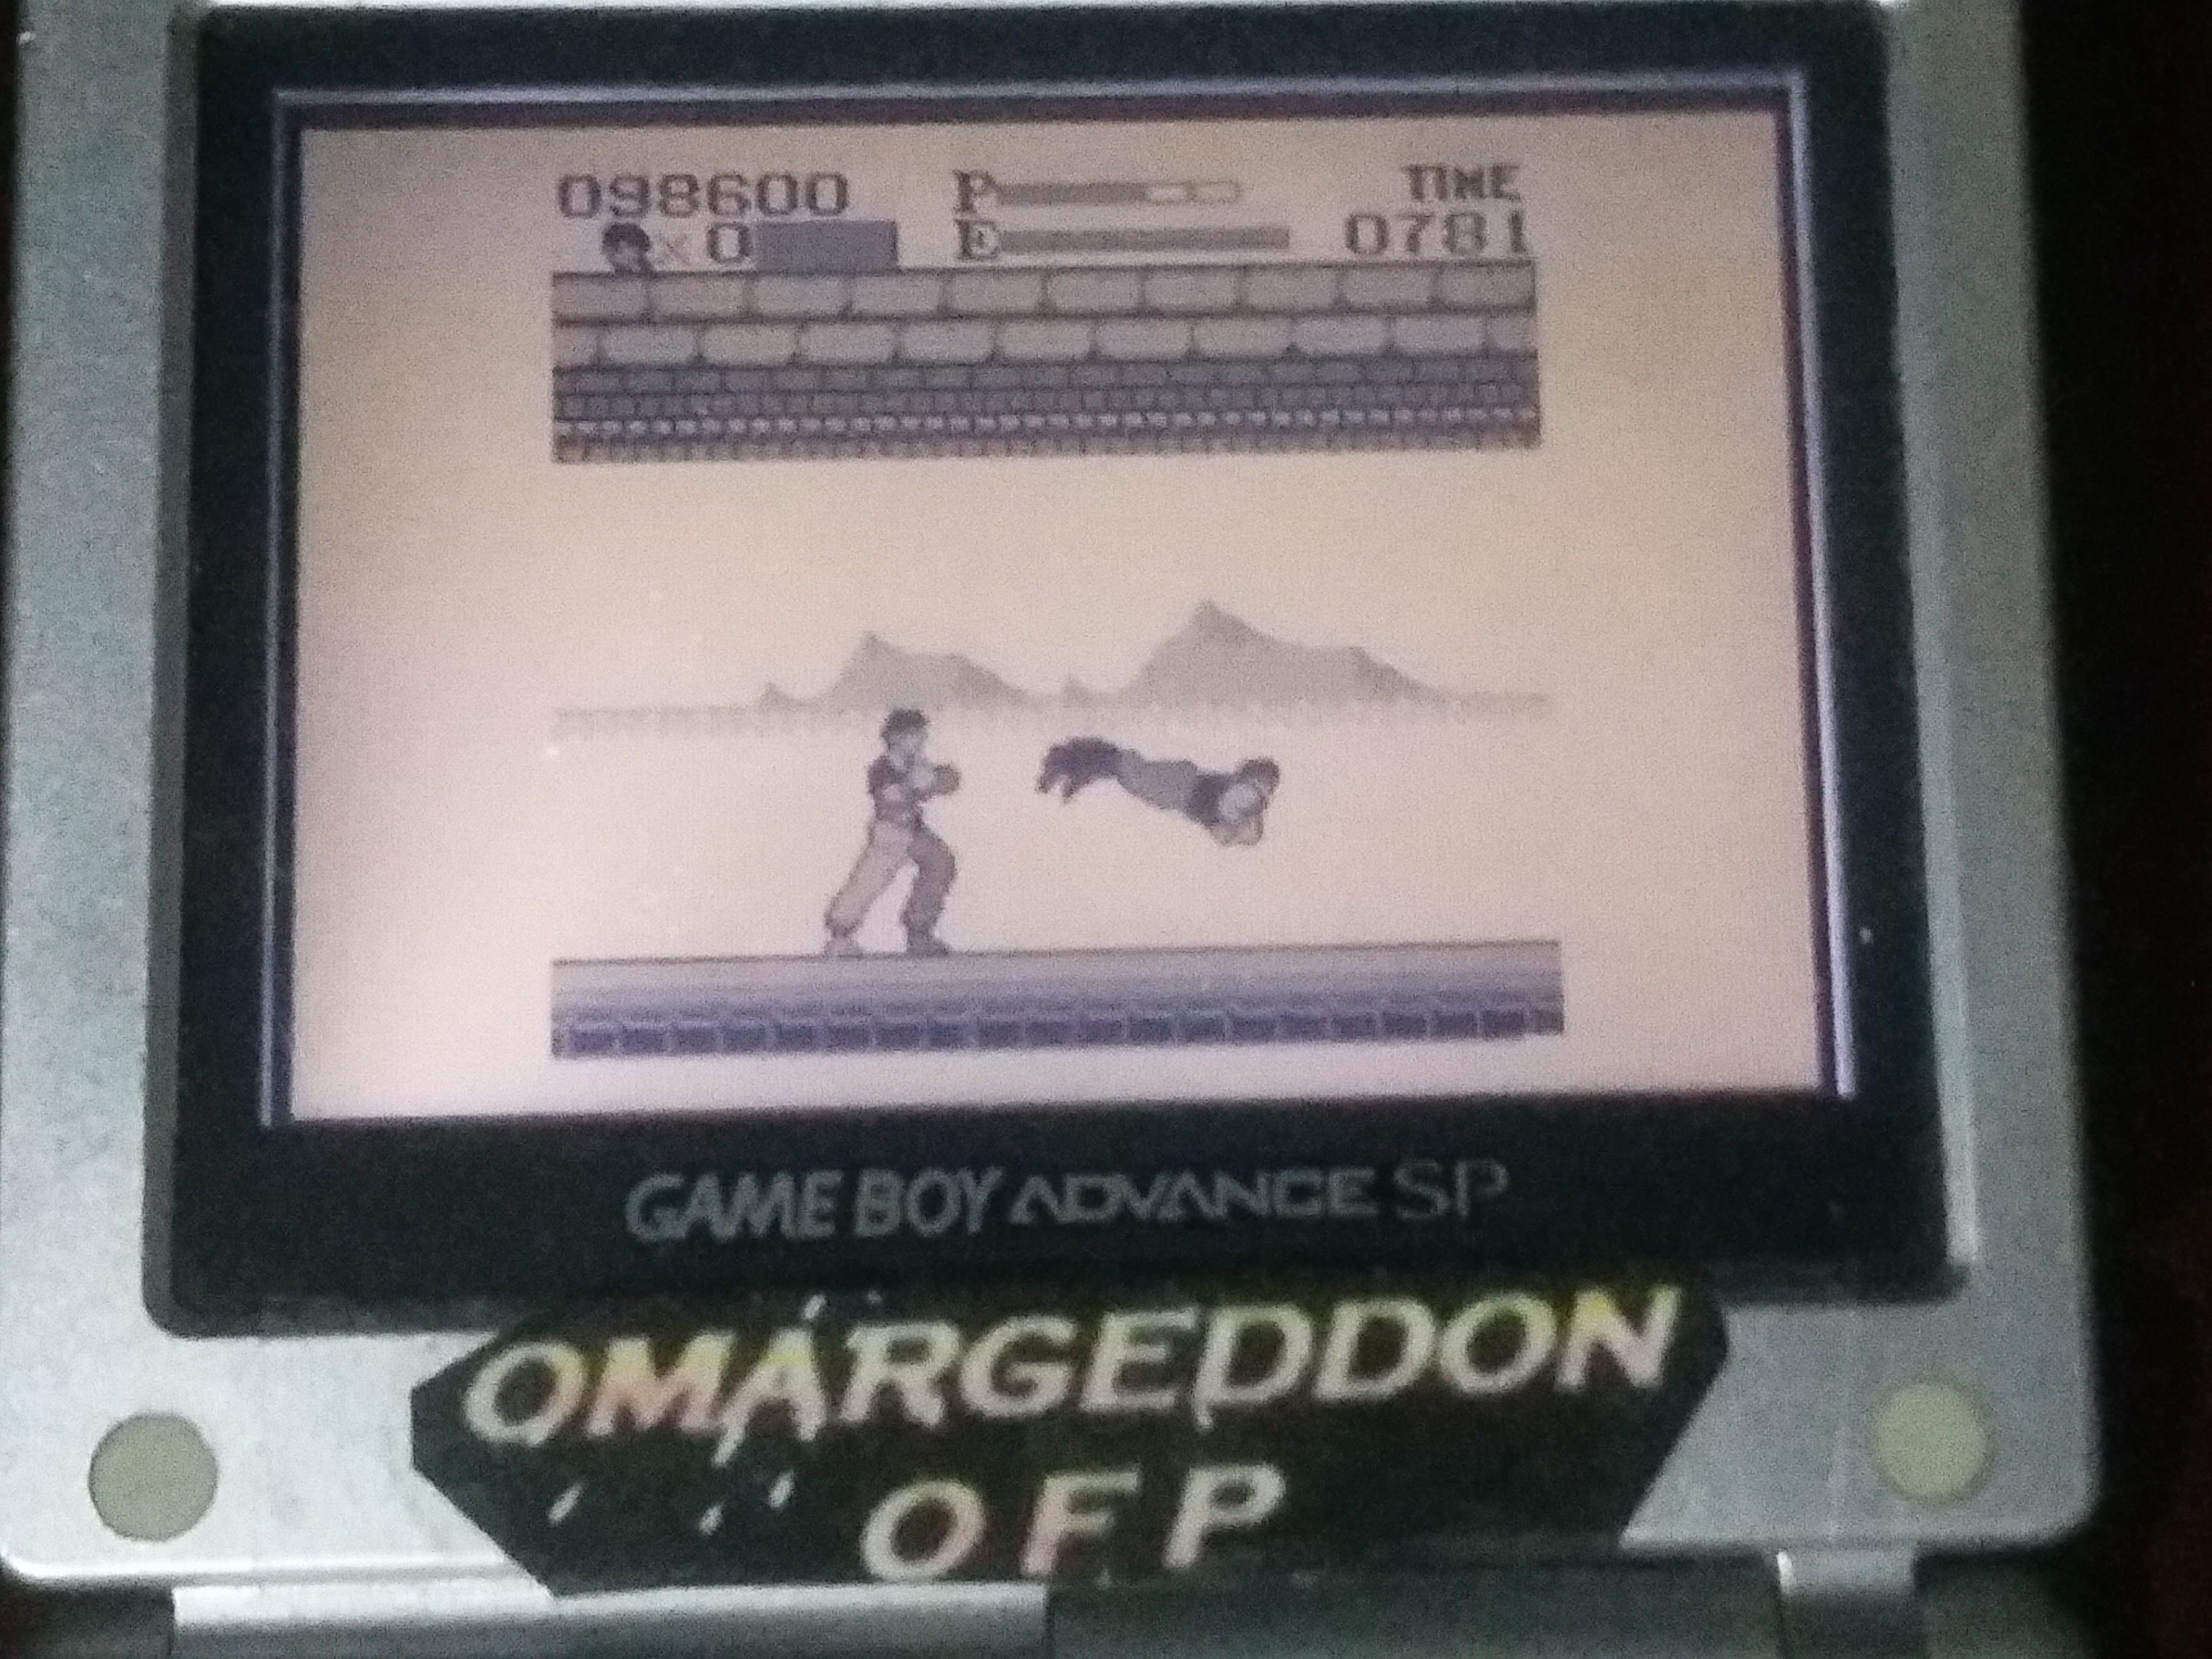 098600 P TIME
x 0 E 0781
GAME BOY ADVANCE SP
OMARGEDDON
OFP